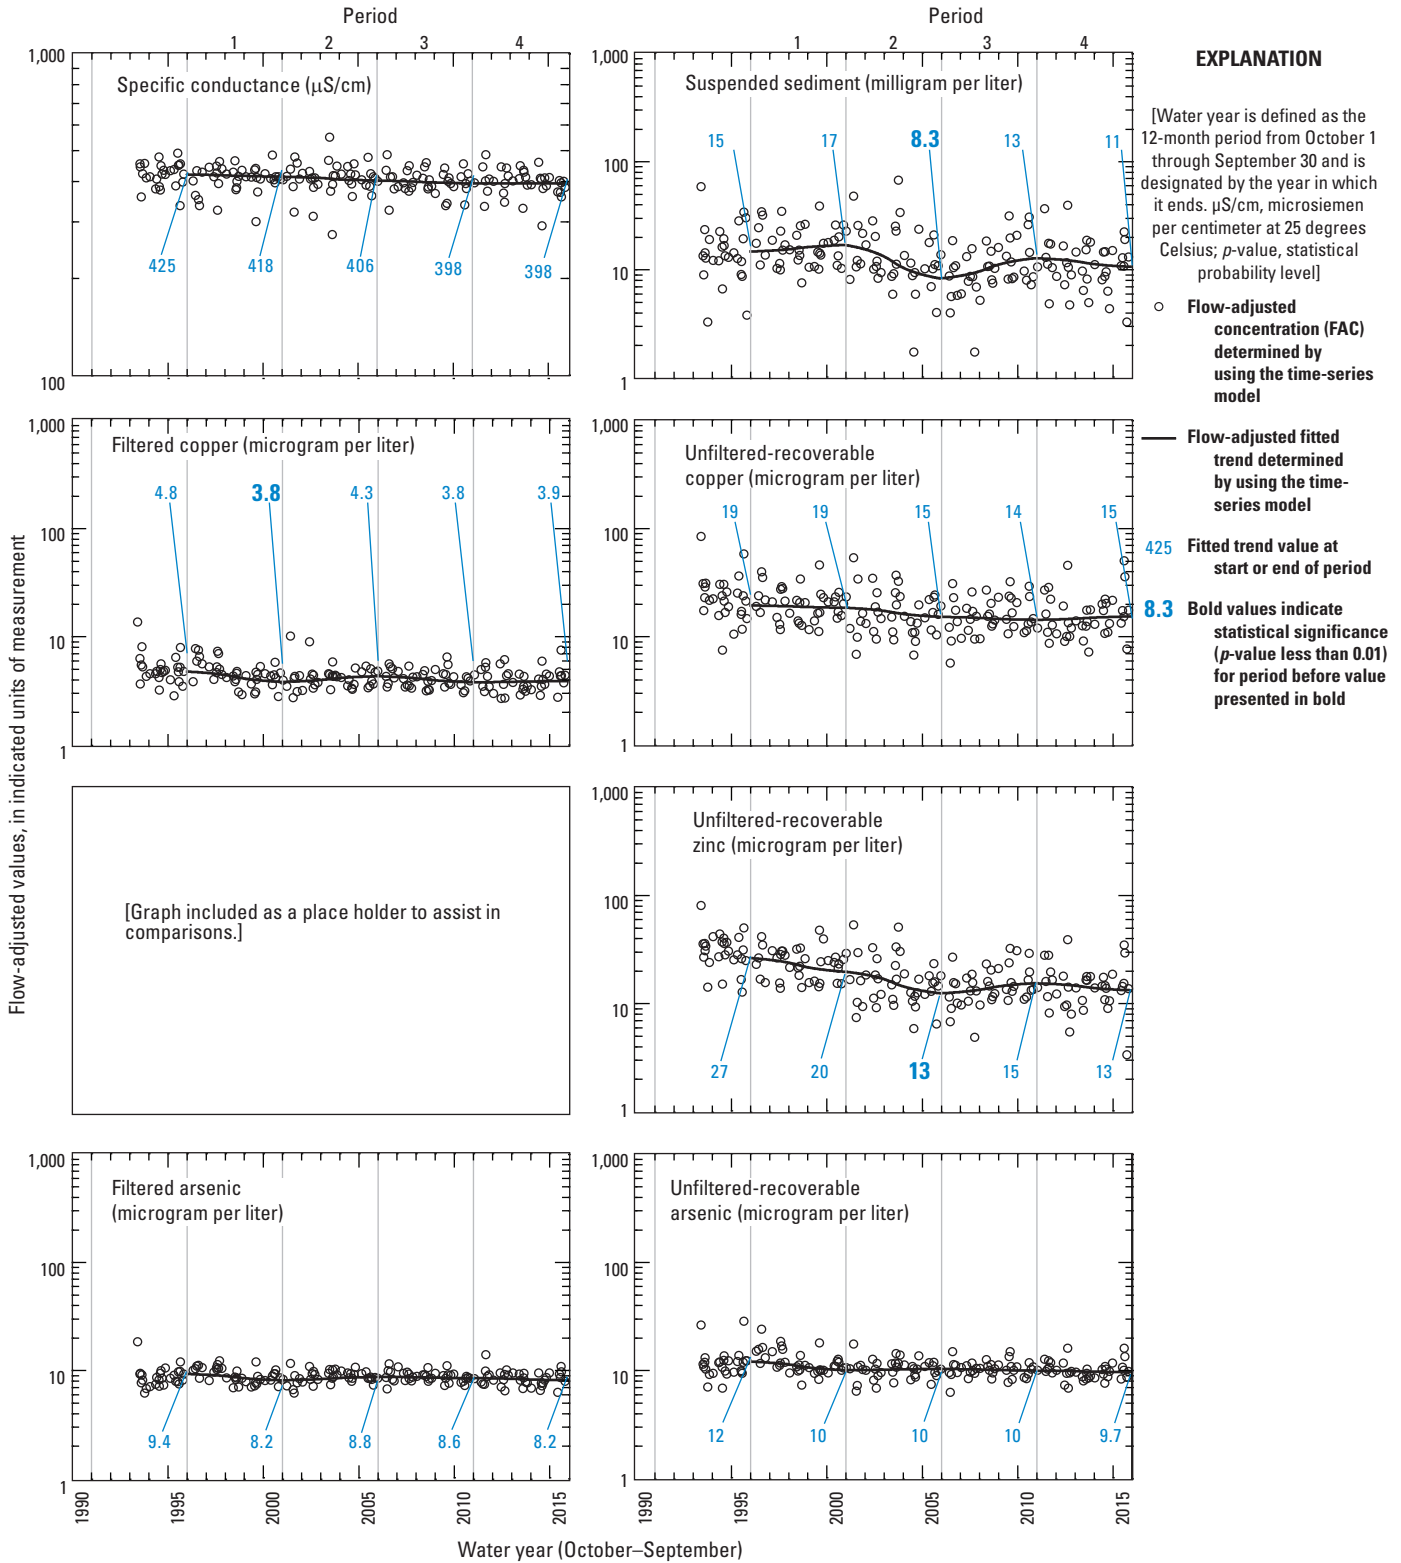 Period
1 2 3 4
1,000
100
Specific conductance (µS/cm)
425 418 406 398 398
Period
1 2 3 4
1,000
100
10
1
Suspended sediment (milligram per liter)
15 17 8.3 13 11
1,000
100
10
1
Filtered copper (microgram per liter)
4.8 3.8 4.3 3.8 3.9
1,000
100
10
1
Unfiltered-recoverable
copper (microgram per liter)
19 19 15 14 15
[Graph included as a place holder to assist in
comparisons.]
1,000
100
10
1
Unfiltered-recoverable
zinc (microgram per liter)
27 20 13 15 13
1,000
100
10
1
Filtered arsenic
(microgram per liter)
9.4 8.2 8.8 8.6 8.2
1990 1995 2000 2005 2010 2015
1,000
100
10
1
Unfiltered-recoverable
arsenic (microgram per liter)
12 10 10 10 9.7
1990 1995 2000 2005 2010 2015
Flow-adjusted values, in indicated units of measurement
Water year (October–September)
EXPLANATION
[Water year is defined as the
12-month period from October 1
through September 30 and is
designated by the year in which
it ends. µS/cm, microsiemen
per centimeter at 25 degrees
Celsius; p-value, statistical
probability level]
Flow-adjusted
concentration (FAC)
determined by
using the time-series
model
Flow-adjusted fitted
trend determined
by using the time-
series model
425 Fitted trend value at
start or end of period
8.3 Bold values indicate
statistical significance
(p-value less than 0.01)
for period before value
presented in bold